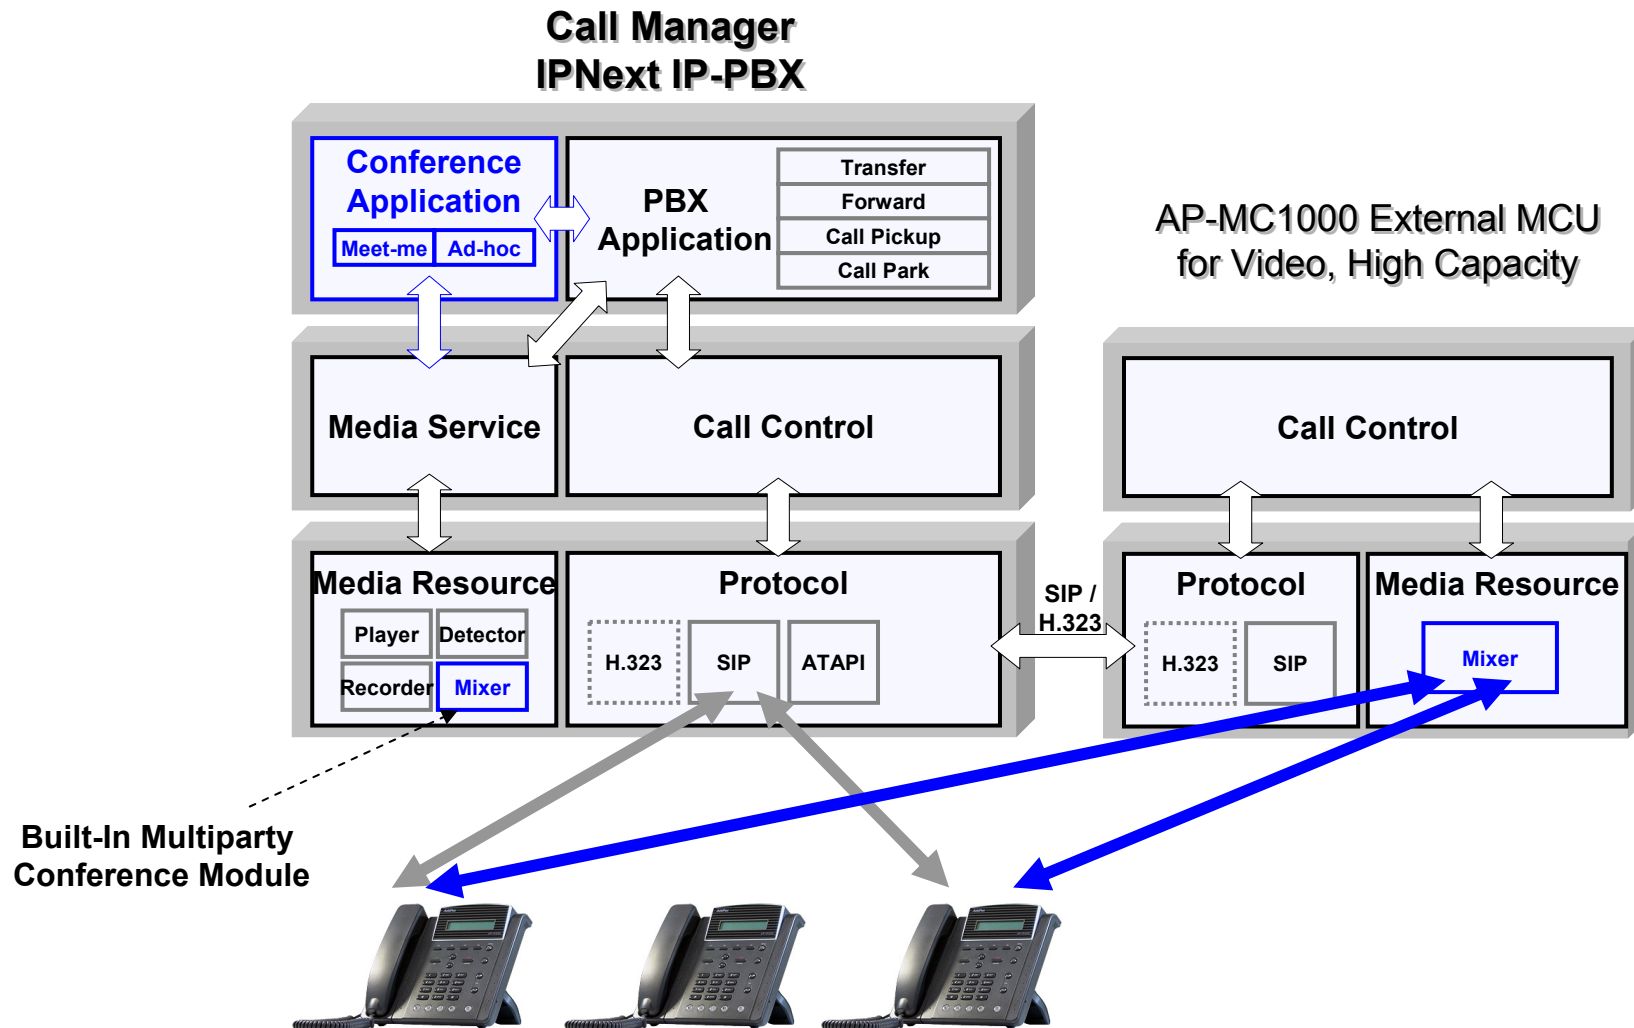 Call Manager
IPNext IP-PBX
Conference
Application
Meet-me
Ad-hoc
PBX
Application
Transfer
Forward
Call Pickup
Call Park
AP-MC1000 External MCU
for Video, High Capacity
Media Service
Call Control
Call Control
Media Resource
Player
Detector
Recorder
Mixer
Protocol
H.323
SIP
ATAPI
SIP /
H.323
Protocol
H.323
SIP
Media Resource
Mixer
Built-In Multiparty
Conference Module